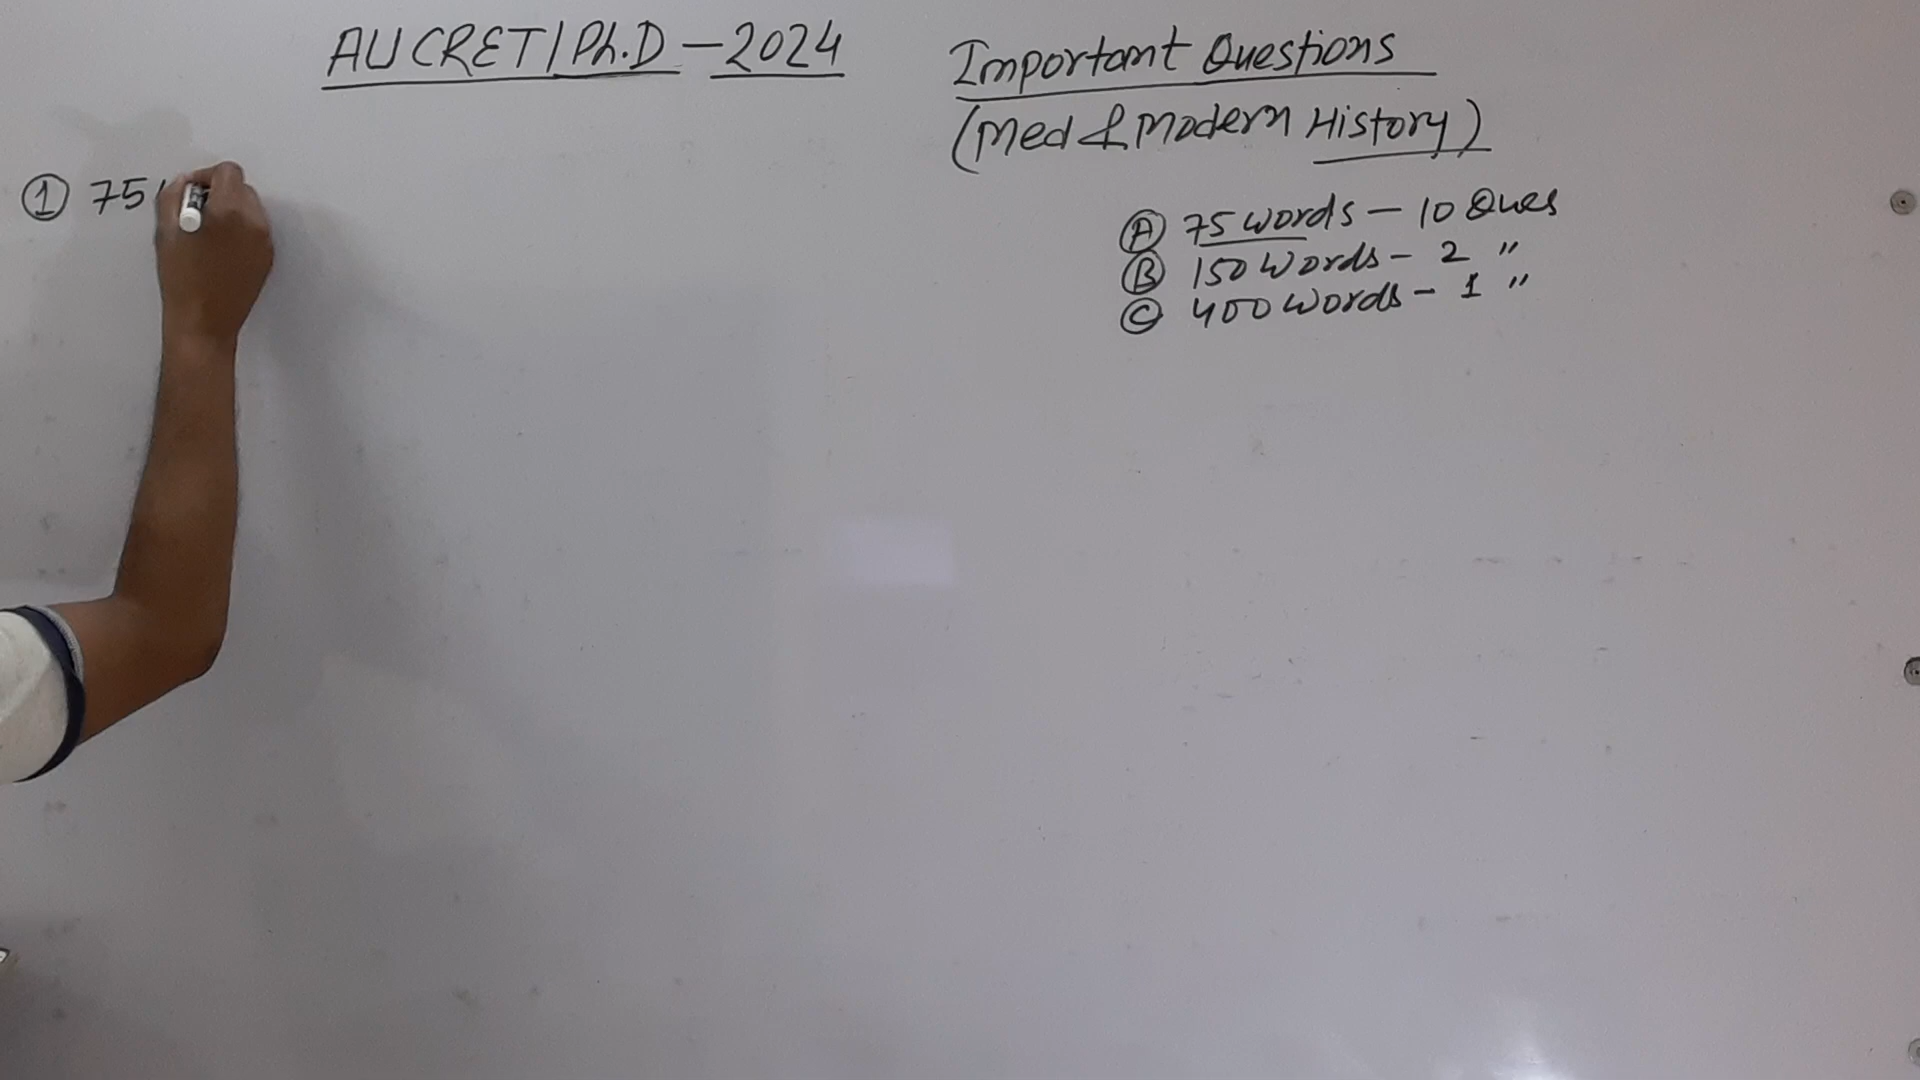 AU CRET/Ph.D - 2024
Important Questions
(Med & Modern History)
Ⓐ 75 words - 10 Ques
Ⓑ 150 words - 2 "
Ⓒ 400 words - 1 "
① 75